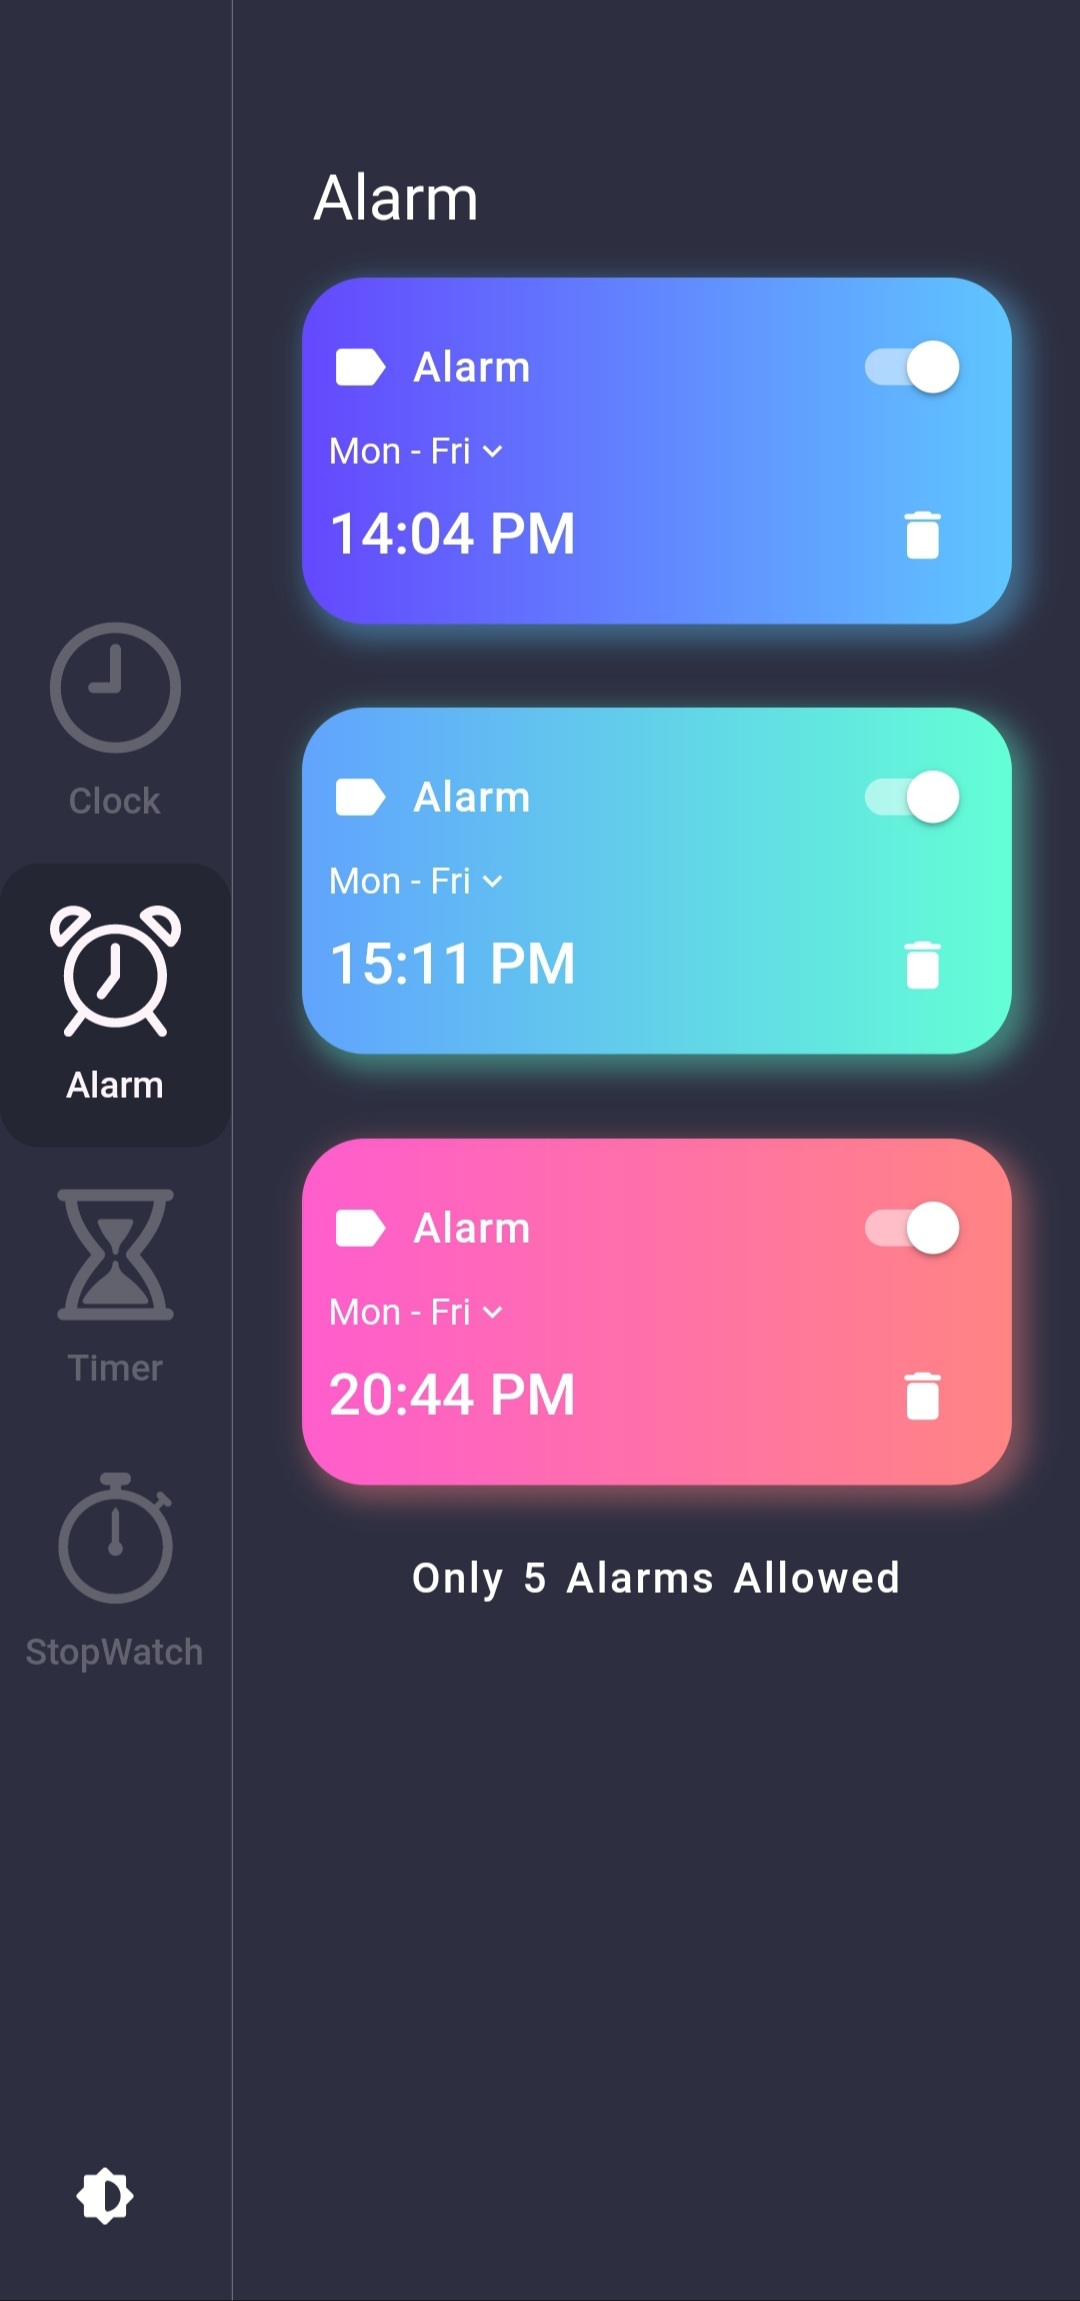 Alarm
Alarm
Mon - Fri
14:04 PM
Alarm
Mon - Fri
15:11 PM
Alarm
Mon - Fri
20:44 PM
Only 5 Alarms Allowed
Clock
Alarm
Timer
StopWatch